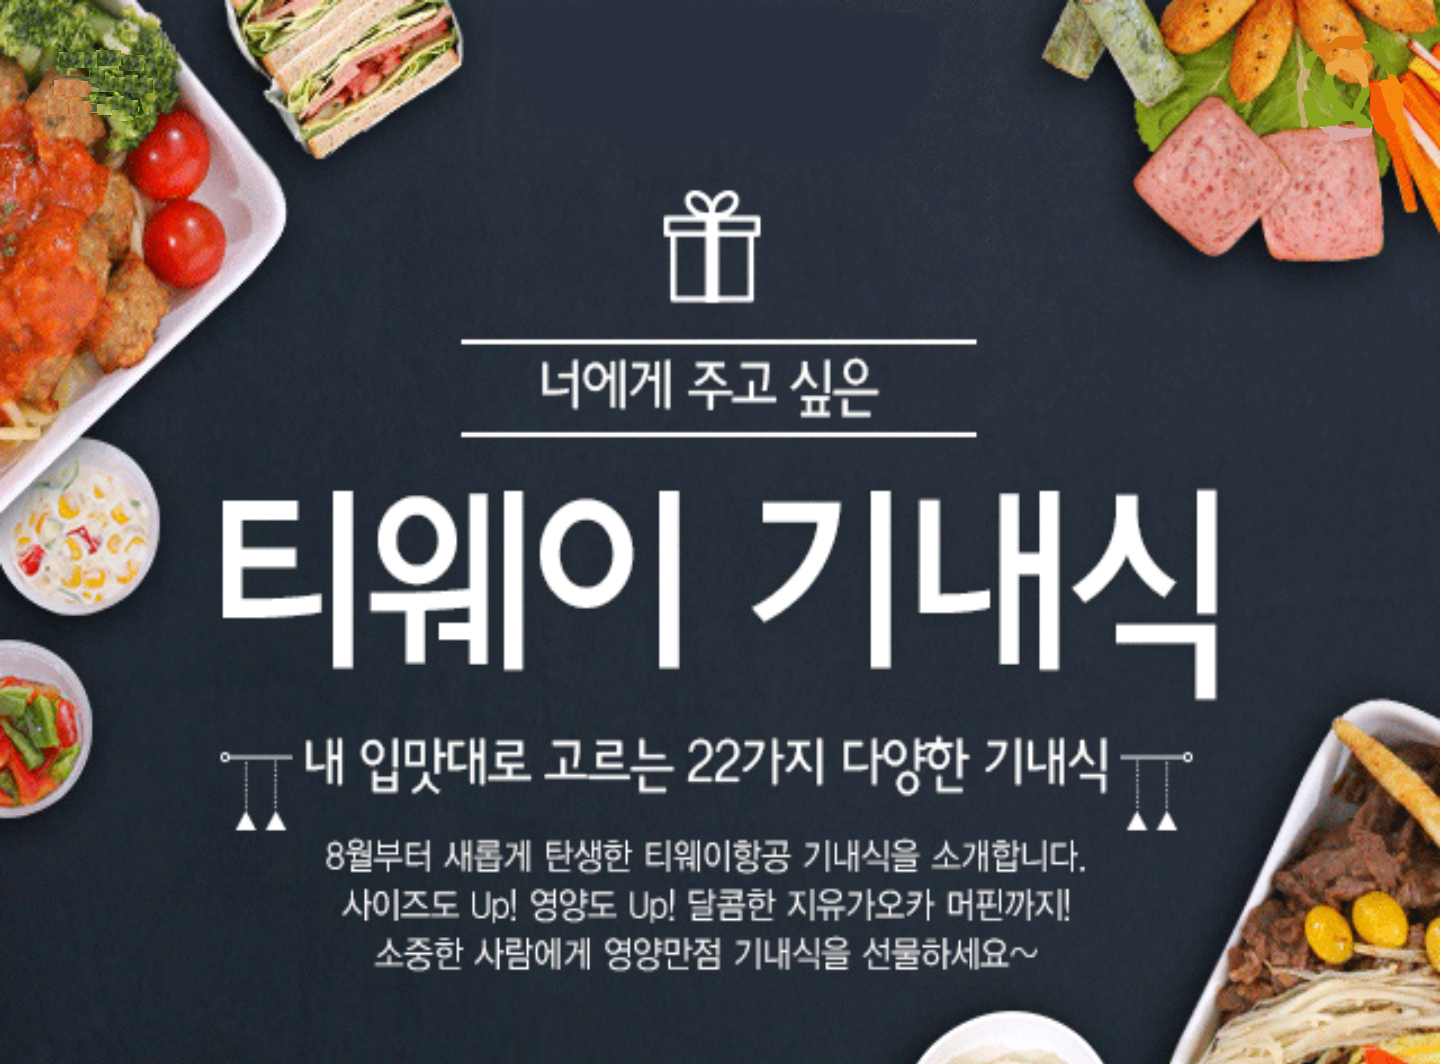 너에게 주고 싶은
티웨이 기내식
내 입맛대로 고르는 22가지 다양한 기내식
8월부터 새롭게 탄생한 티웨이항공 기내식을 소개합니다.
사이즈도 Up! 영양도 Up! 달콤한 지유가오카 머핀까지!
소중한 사람에게 영양만점 기내식을 선물하세요~